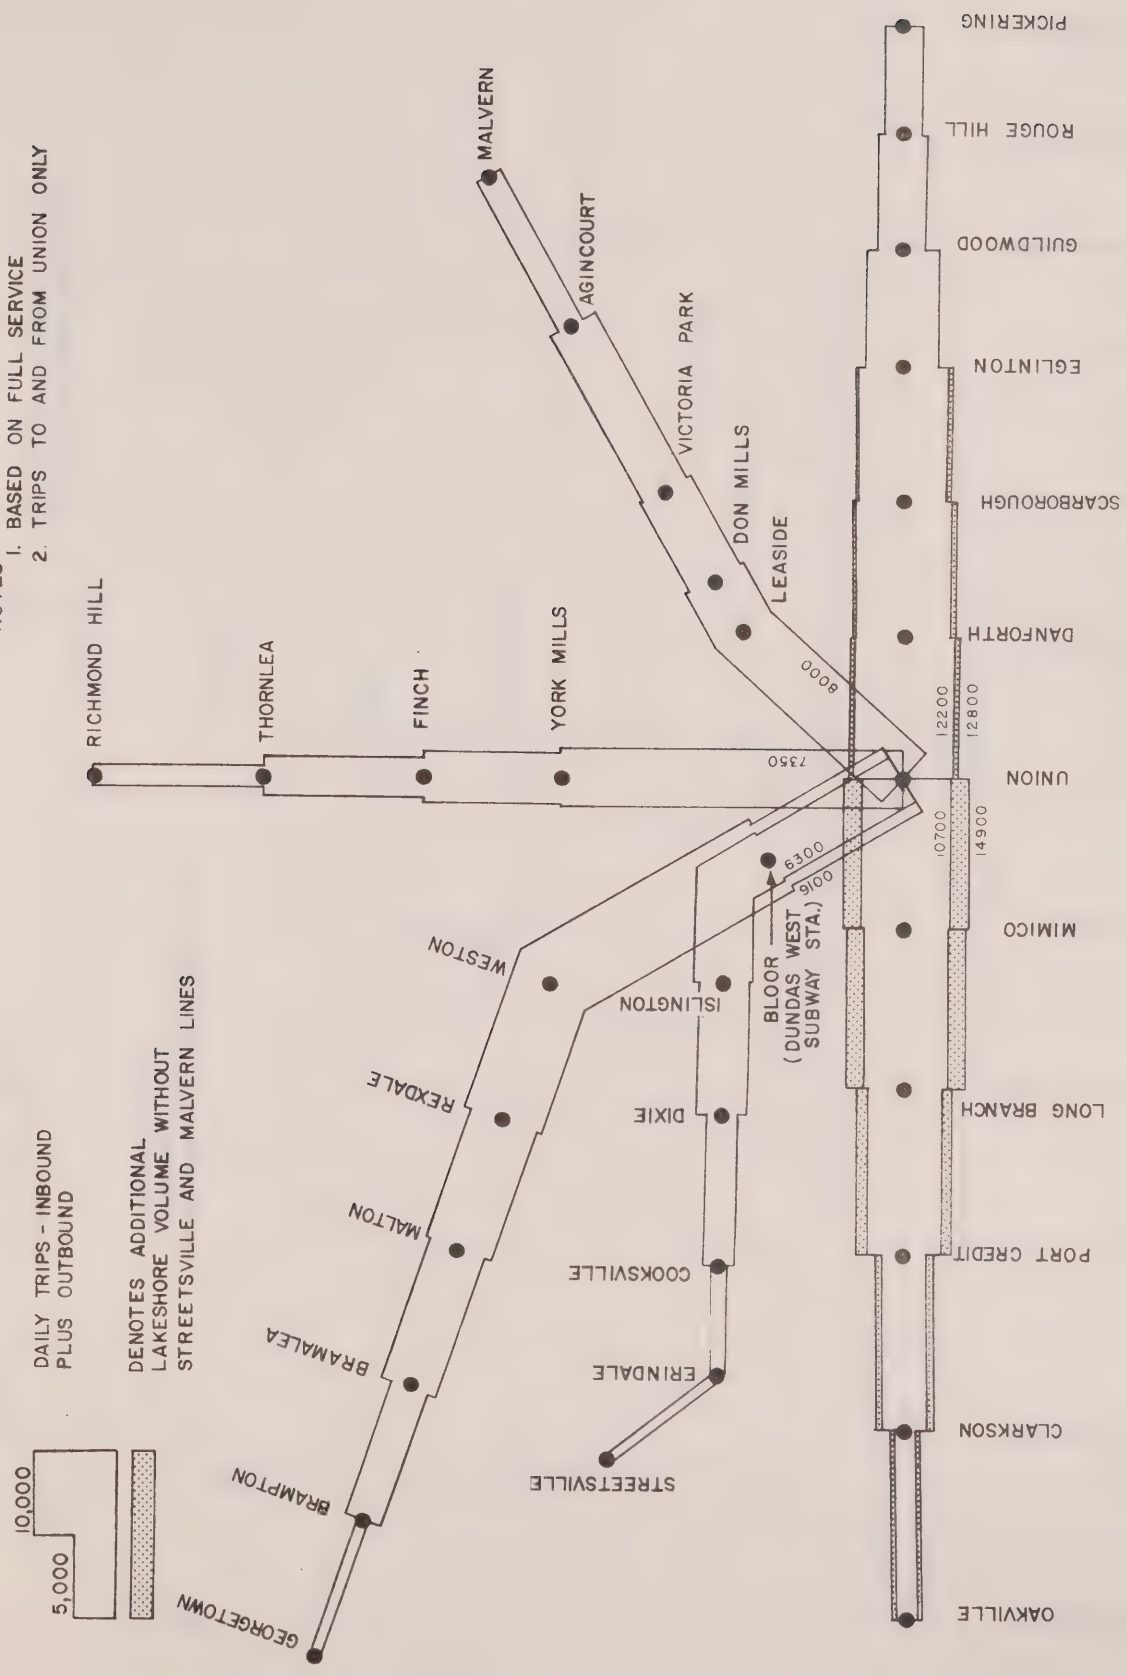 1. BASED ON FULL SERVICE
2. TRIPS TO AND FROM UNION ONLY
10,000
5,000
DAILY TRIPS - INBOUND
PLUS OUTBOUND
DENOTES ADDITIONAL
LAKESHORE VOLUME WITHOUT
STREETSVILLE AND MALVERN LINES
RICHMOND HILL
THORNLEA
FINCH
YORK MILLS
7350
MALVERN
AGINCOURT
VICTORIA PARK
DON MILLS
LEASIDE
8000
GEORGETOWN
BRAMPTON
BRAMALEA
MALTON
REXDALE
WESTON
STREETSVILLE
ERINDALE
COOKSVILLE
DIXIE
ISLINGTON
BLOOR
(DUNDAS WEST
SUBWAY STA.)
6300
9100
OAKVILLE
CLARKSON
PORT CREDIT
LONG BRANCH
MIMICO
10700
14900
UNION
12200
12800
DANFORTH
SCARBOROUGH
EGLINTON
GUILDWOOD
ROUGE HILL
PICKERING